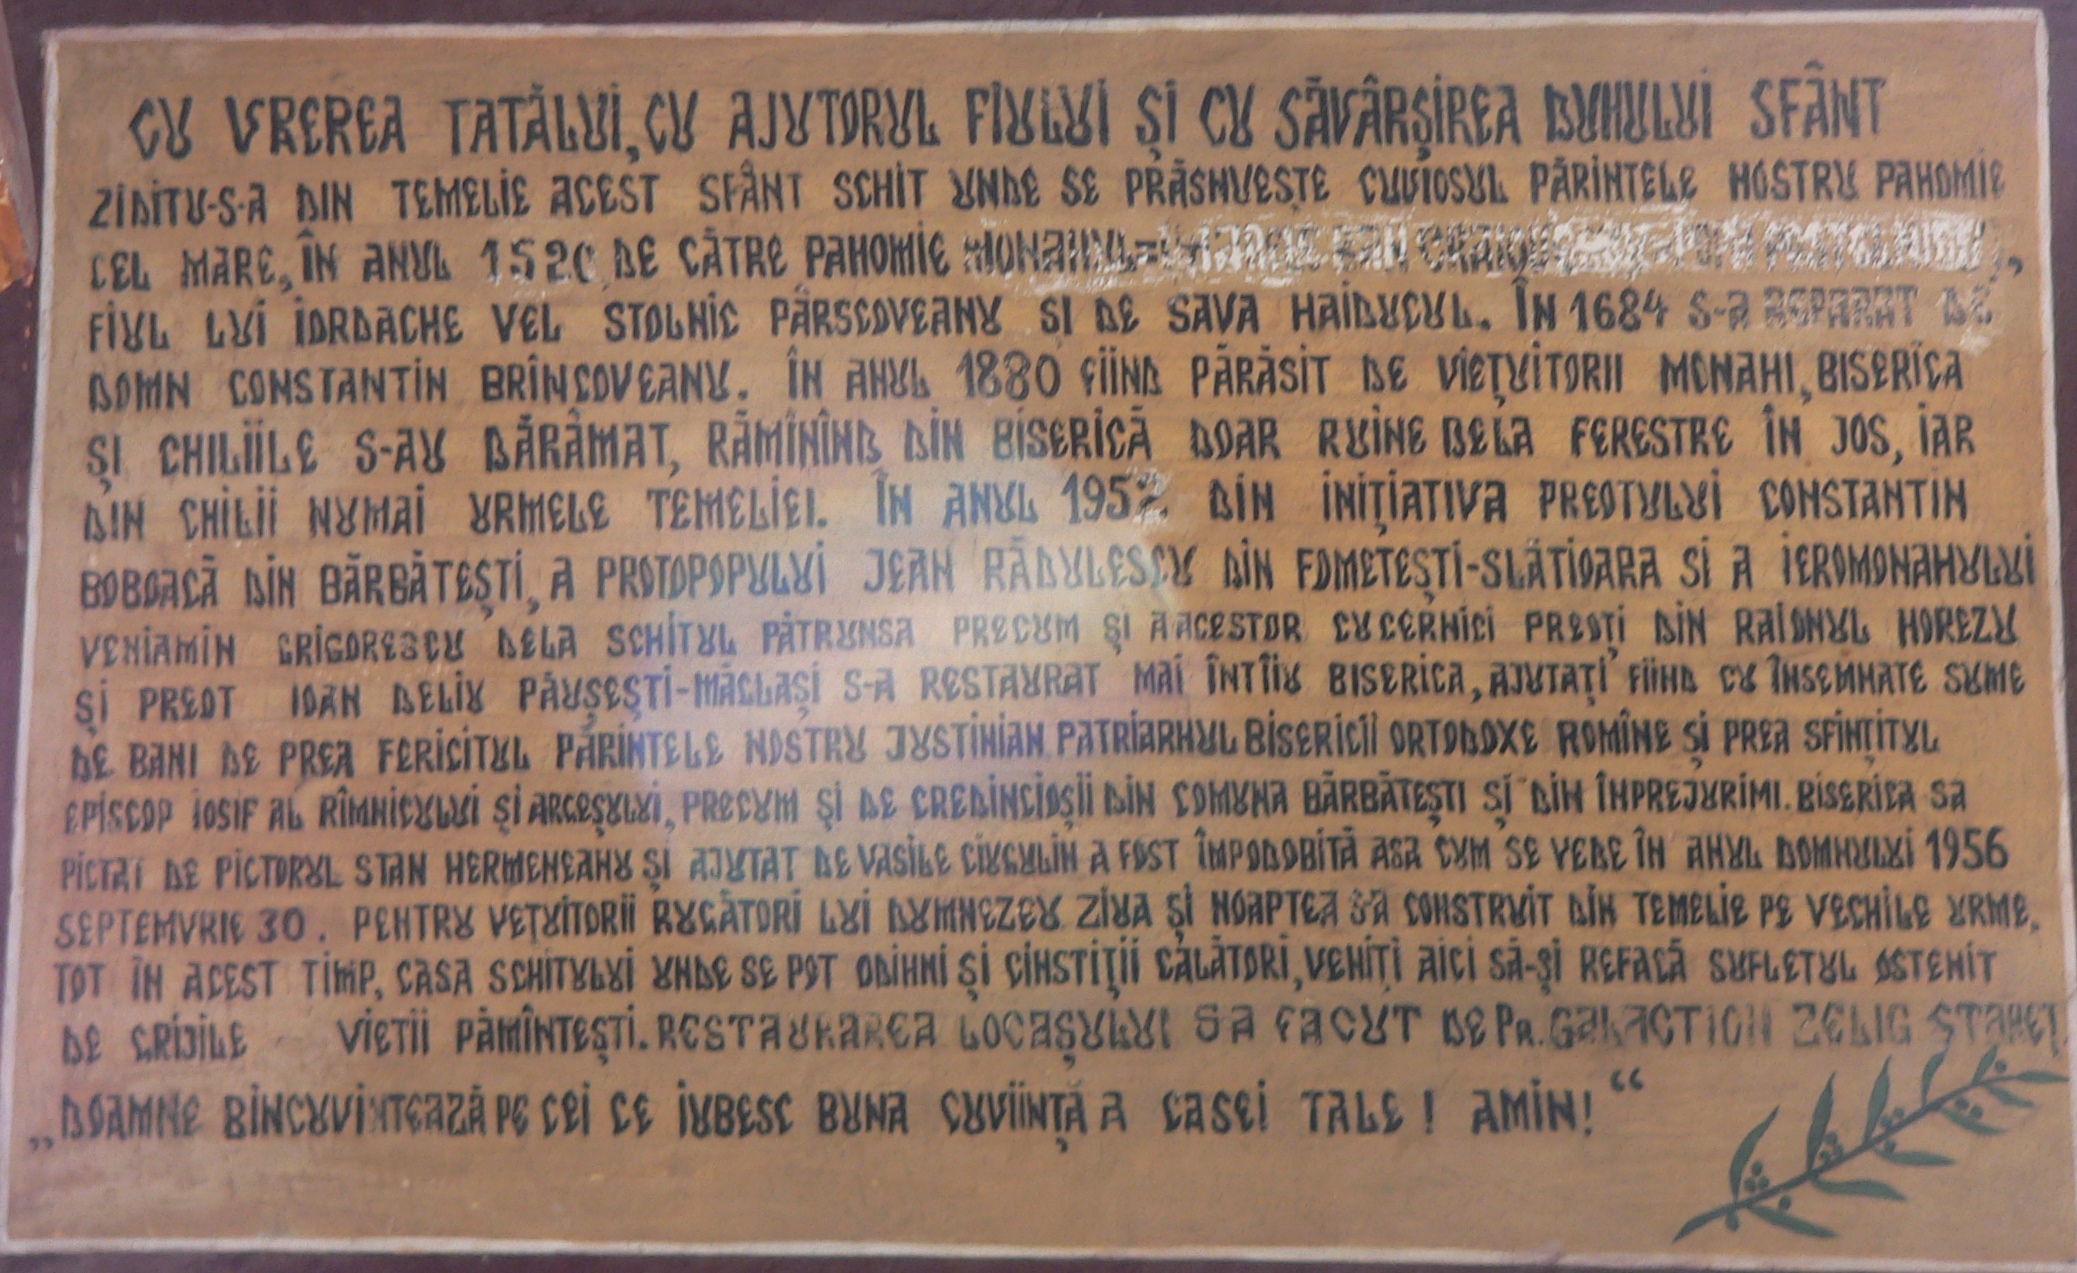 CU VREREA TATĂLUI, CU AJUTORUL FIULUI ȘI CU SĂVÂRȘIREA DUHULUI SFÂNT
ZIDITU-S-A DIN TEMELIE ACEST SFÂNT SCHIT UNDE SE PRĂSNUEȘTE CUVIOSUL PĂRINTELE NOSTRU PAHOMIE
CEL MARE, ÎN ANUL 1520 DE CĂTRE PAHOMIE MONAHUL
FIUL LUI IORDACHE VEL STOLNIC PÂRSCOVEANU ȘI DE SAVA HAIDUCUL. ÎN 1684 S-A REPARAT DE
DOMN CONSTANTIN BRÎNCOVEANU. ÎN ANUL 1880 FIIND PĂRĂSIT DE VIEȚUITORII MONAHI, BISERICA
ȘI CHILIILE S-AU DĂRÂMAT, RĂMÎNÎND DIN BISERICĂ DOAR RUINE DELA FERESTRE ÎN JOS, IAR
DIN CHILII NUMAI URMELE TEMELIEI. ÎN ANUL 1952 DIN INIȚIATIVA PREOTULUI CONSTANTIN
BOBOACĂ DIN BĂRBĂTEȘTI, A PROTOPOPULUI JEAN RĂDULESCU DIN FOMETEȘTI-SLĂTIOARA SI A IEROMONAHULUI
VENIAMIN GRIGORESCU DELA SCHITUL PĂTRUNSA PRECUM ȘI A ACESTOR CUCERNICI PREOȚI DIN RAIONUL HOREZU
ȘI PREOT IOAN DELIU PĂUȘEȘTI-MĂGLAȘI S-A RESTAURAT MAI ÎNTÎIU BISERICA, AJUTAȚI FIIND CU ÎNSEMNATE SUME
DE BANI DE PREA FERICITUL PĂRINTELE NOSTRU JUSTINIAN PATRIARHUL BISERICII ORTODOXE ROMÎNE ȘI PREA SFINȚITUL
EPISCOP IOSIF AL RÎMNICULUI ȘI ARGEȘULUI, PRECUM ȘI DE CREDINCIOȘII DIN COMUNA BĂRBĂTEȘTI ȘI DIN ÎNPREJURIMI. BISERICA SA
PICTAT DE PICTORUL STAN HERMENEANU ȘI AJUTAT DE VASILE CIUCULIN A FOST ÎMPODOBITĂ ASA CUM SE VEDE ÎN ANUL DOMNULUI 1956
SEPTEMVRIE 30. PENTRU VEȚUITORII RUGĂTORI LUI DUMNEZEU ZIUA ȘI NOAPTEA S-A CONSTRUIT DIN TEMELIE PE VECHILE URME,
TOT ÎN ACEST TIMP, CASA SCHITULUI UNDE SE POT ODIHNI ȘI CINSTIȚII CĂLĂTORI, VENIȚI AICI SĂ-ȘI REFACĂ SUFLETUL OSTENIT
DE GRIJILE VIETII PĂMÎNTEȘTI. RESTAURAREA LOCAȘULUI SA FACUT DE PR. GALACTION ZELIG STAREȚ
„DOAMNE BINCUVINTEAZĂ PE CEI CE IUBESC BUNA CUVIINȚĂ A CASEI TALE! AMIN!“